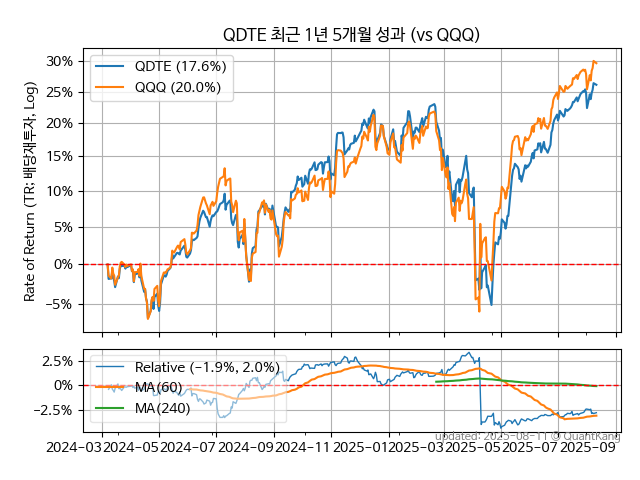 QDTE 최근 1년 5개월 성과 (vs QQQ)
Rate of Return (TR: 배당재투자, Log)
30%
25%
20%
15%
10%
5%
0%
−5%
QDTE (17.6%)
QQQ (20.0%)
2.5%
0%
−2.5%
Relative (−1.9%, 2.0%)
MA(60)
MA(240)
2024-03 2024-05 2024-07 2024-09 2024-11 2025-01 2025-03 2025-05 2025-07 2025-09
updated: 2025-08-11 © QuantKang